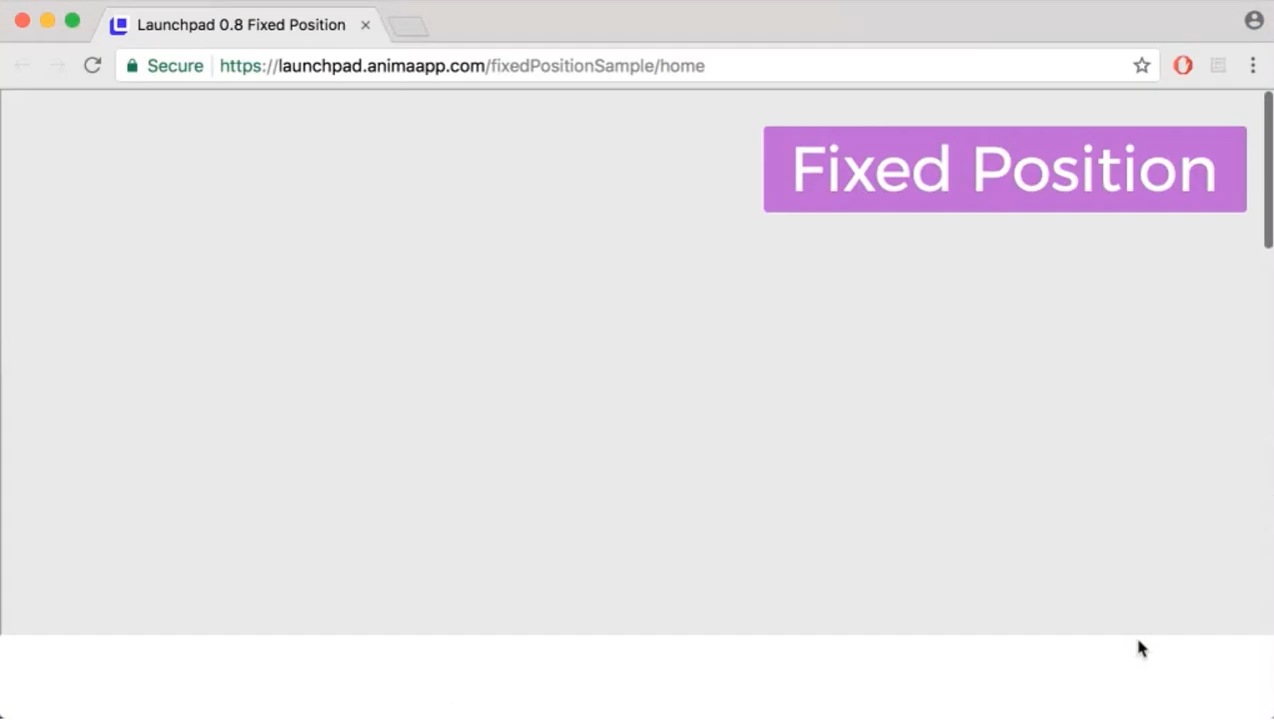 Launchpad 0.8 Fixed Position
Secure https://launchpad.animaapp.com/fixedPositionSample/home
Fixed Position